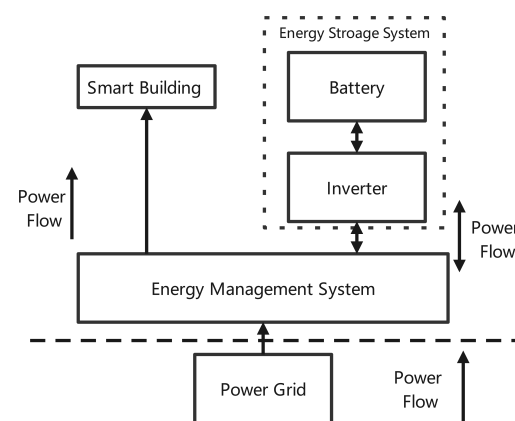 Energy Stroage System
Smart Building
Battery
Inverter
Power
Flow
Power
Flow
Energy Management System
Power Grid
Power
Flow